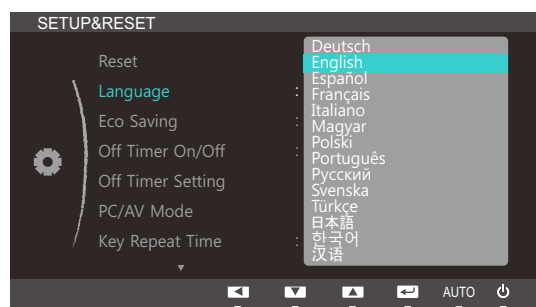 SETUP&RESET
Reset
Language :
Eco Saving :
Off Timer On/Off :
Off Timer Setting
PC/AV Mode
Key Repeat Time :
Deutsch
English
Español
Français
Italiano
Magyar
Polski
Português
Русский
Svenska
Türkçe
日本語
한국어
汉语
AUTO